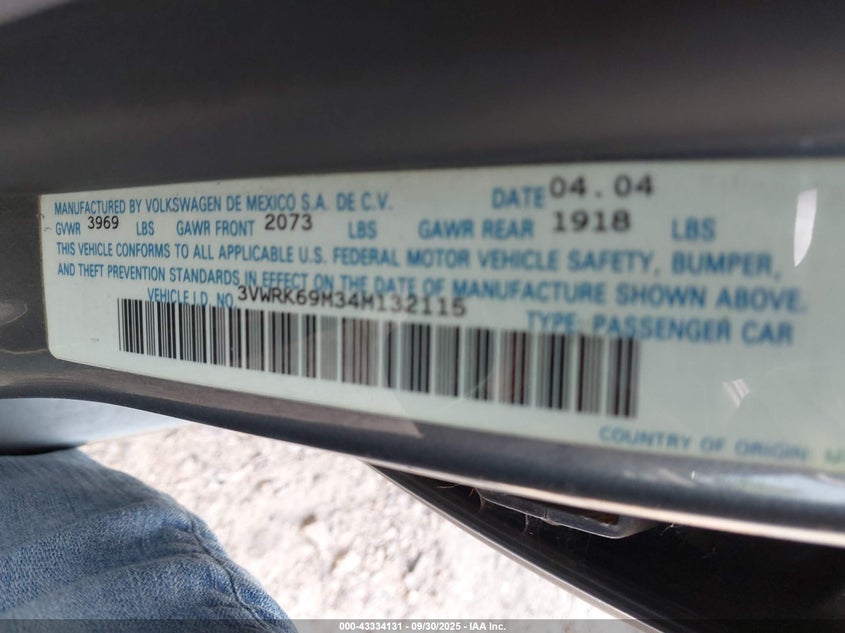 MANUFACTURED BY VOLKSWAGEN DE MEXICO S.A. DE C.V. DATE 04.04
GVWR 3969 LBS GAWR FRONT 2073 LBS GAWR REAR 1918 LBS
THIS VEHICLE CONFORMS TO ALL APPLICABLE U.S. FEDERAL MOTOR VEHICLE SAFETY, BUMPER,
AND THEFT PREVENTION STANDARDS IN EFFECT ON THE DATE OF MANUFACTURE SHOWN ABOVE.
VEHICLE I.D. NO. 3VWRK69M34M132115 TYPE: PASSENGER CAR
COUNTRY OF ORIGIN:
000-43334131 - 09/30/2025 - IAA Inc.